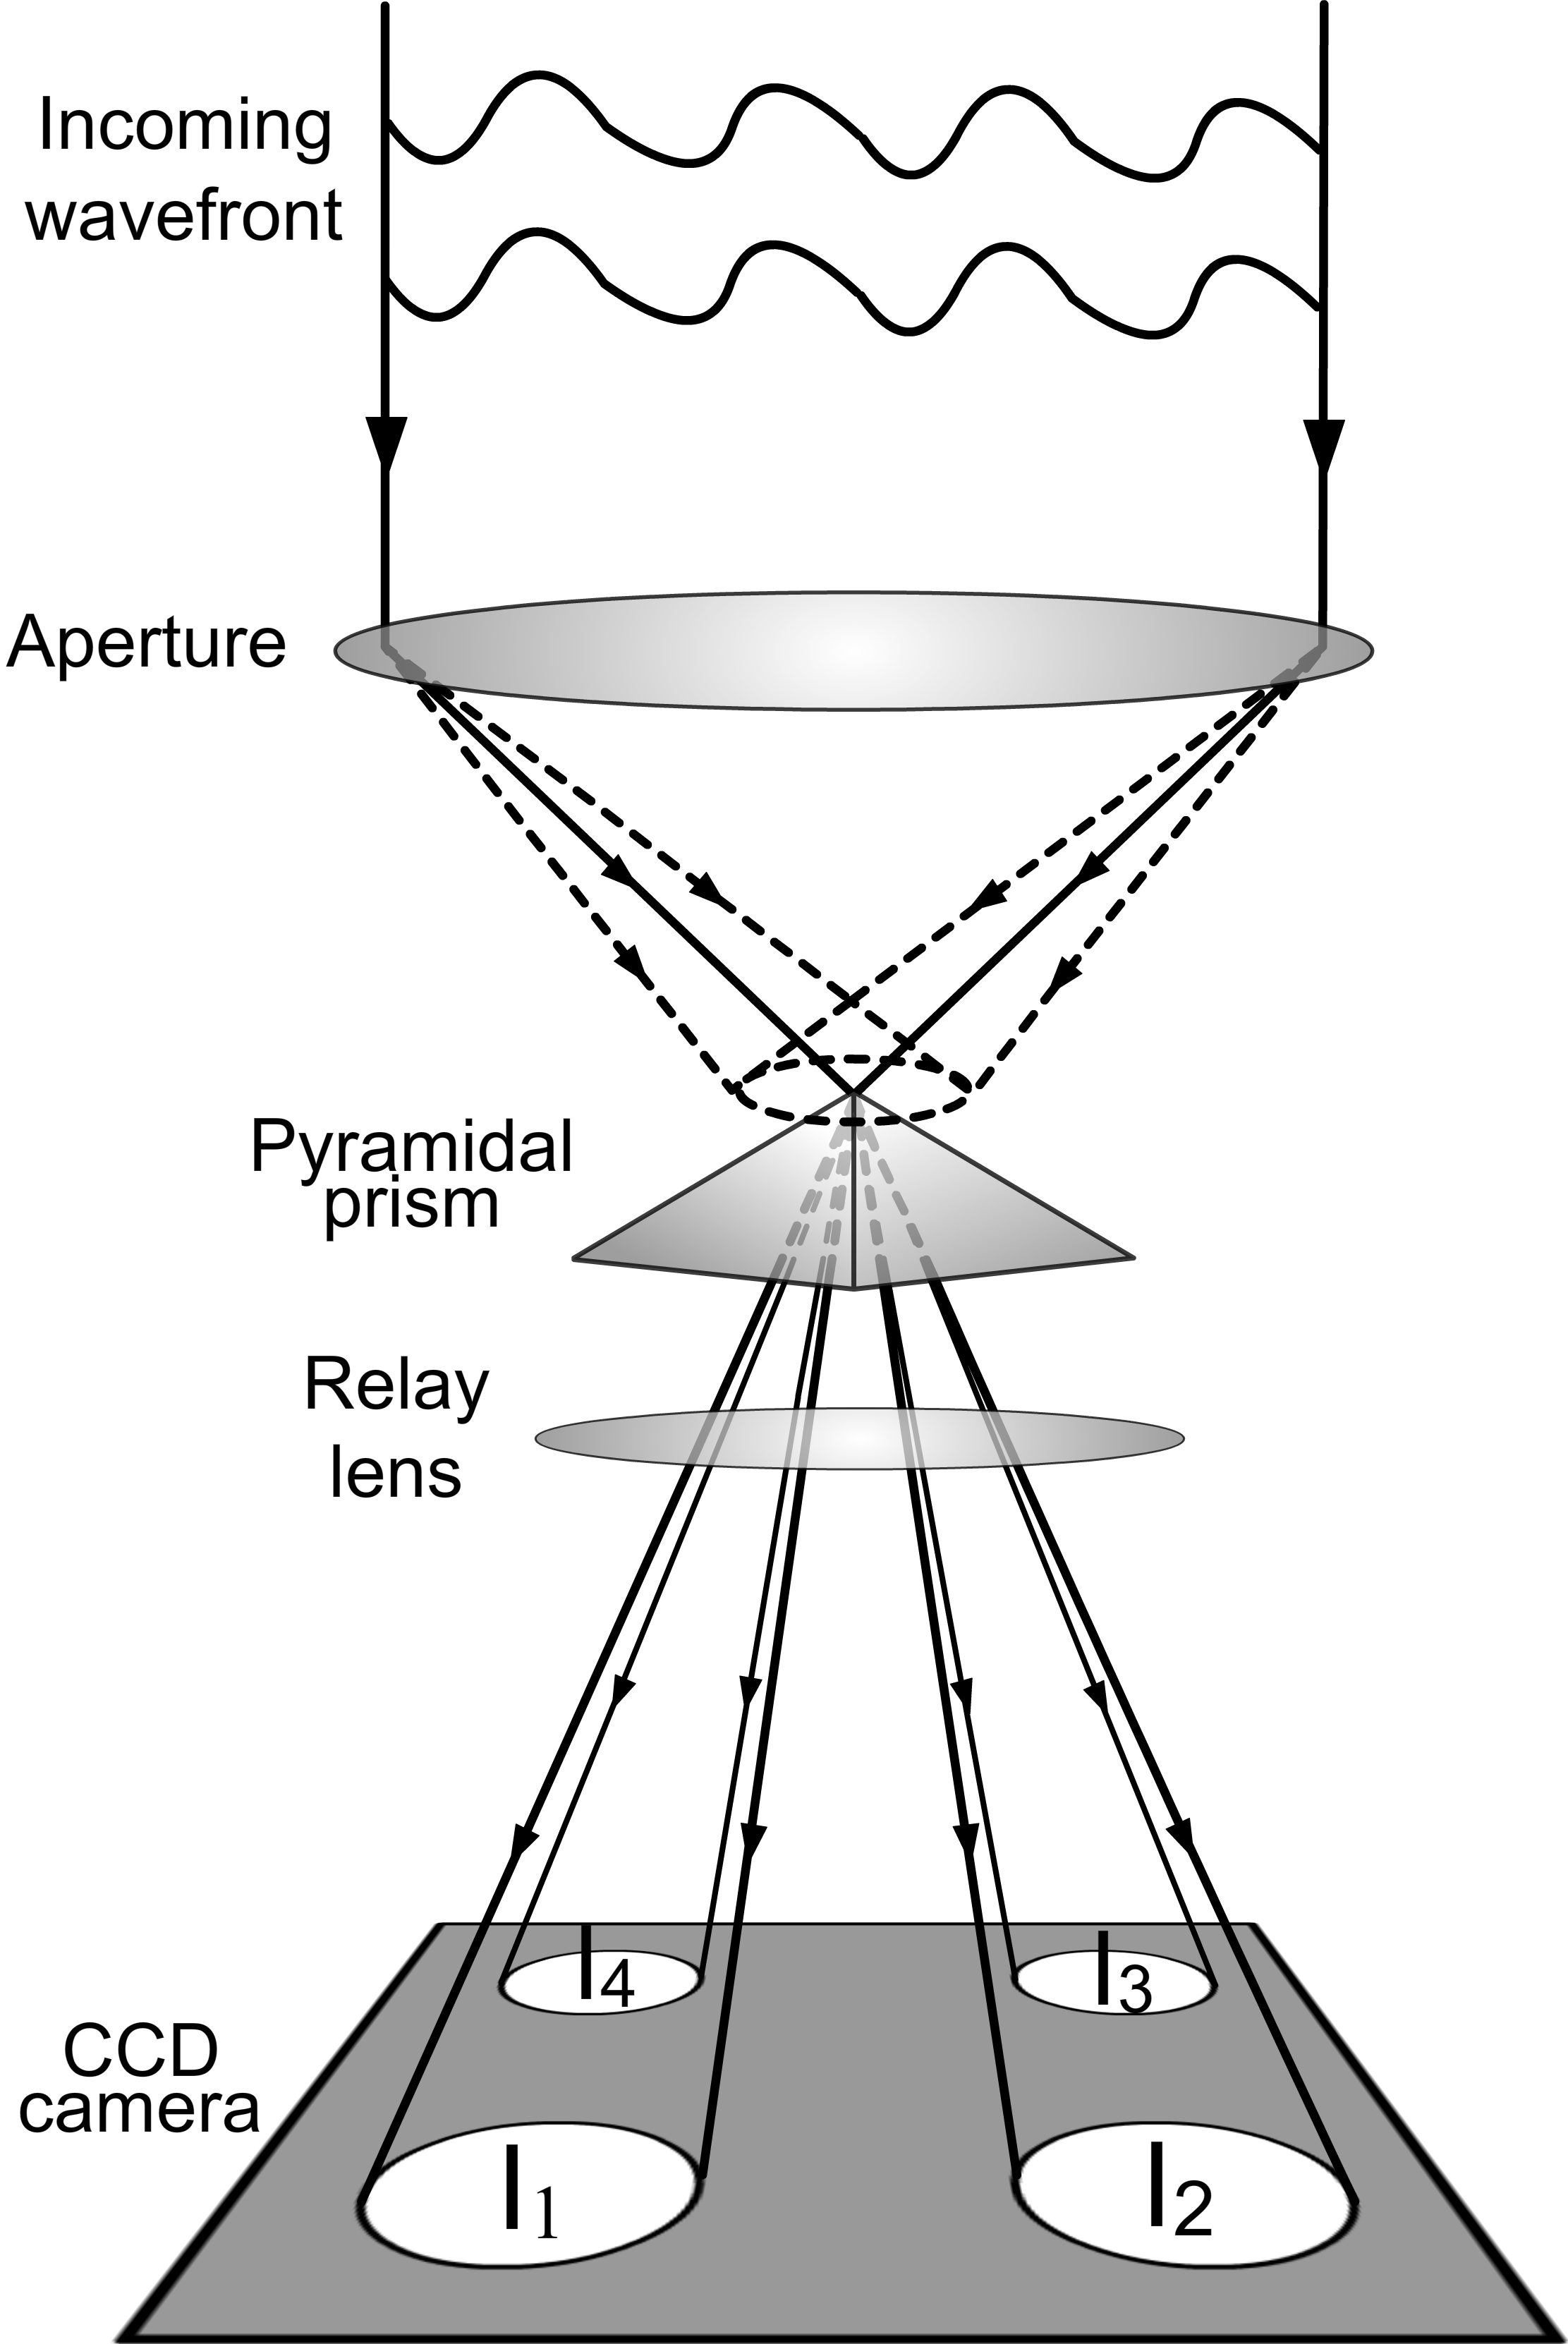 Incoming
wavefront
Aperture
Pyramidal
prism
Relay
lens
I4
I3
CCD
camera
I1
I2